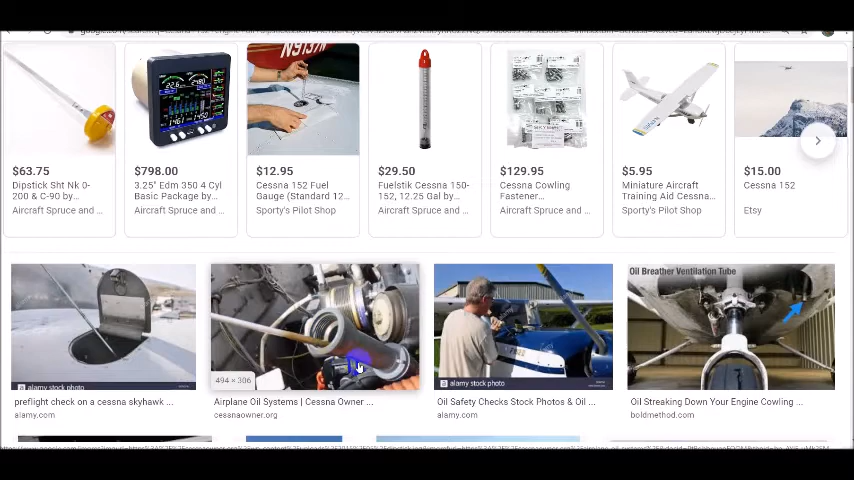 $63.75
Dipstick Sht Nk 0-
200 & C-90 by...
Aircraft Spruce and ...
$798.00
3.25" Edm 350 4 Cyl
Basic Package by...
Aircraft Spruce and ...
N9137N
$12.95
Cessna 152 Fuel
Gauge (Standard 12...
Sporty's Pilot Shop
$29.50
Fuelstik Cessna 150-
152, 12.25 Gal by...
Aircraft Spruce and ...
$129.95
Cessna Cowling
Fastener...
Aircraft Spruce and ...
$5.95
Miniature Aircraft
Training Aid Cessna...
Sporty's Pilot Shop
$15.00
Cessna 152
Etsy
alamy stock photo
preflight check on a cessna skyhawk ...
alamy.com
494 × 306
Airplane Oil Systems | Cessna Owner ...
cessnaowner.org
alamy stock photo
Oil Safety Checks Stock Photos & Oil ...
alamy.com
Oil Breather Ventilation Tube
Oil Streaking Down Your Engine Cowling ...
boldmethod.com